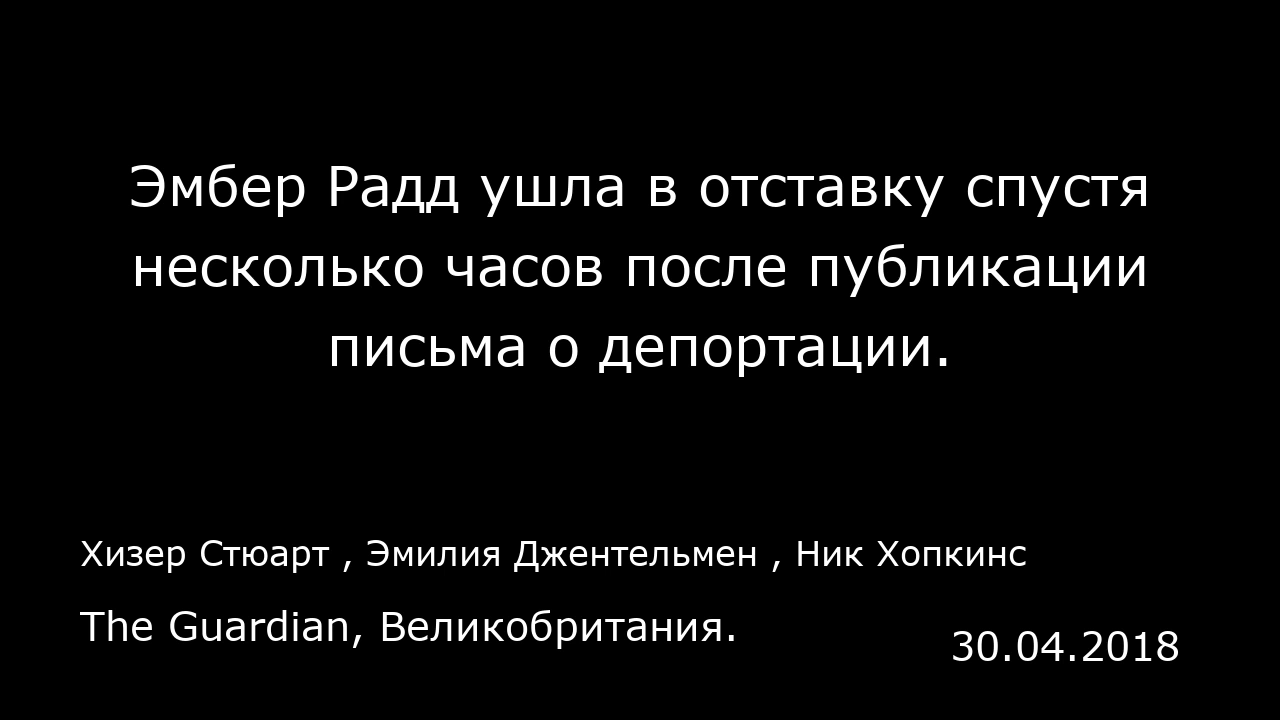 Эмбер Радд ушла в отставку спустя
несколько часов после публикации
письма о депортации.
Хизер Стюарт , Эмилия Джентельмен , Ник Хопкинс
The Guardian, Великобритания.
30.04.2018